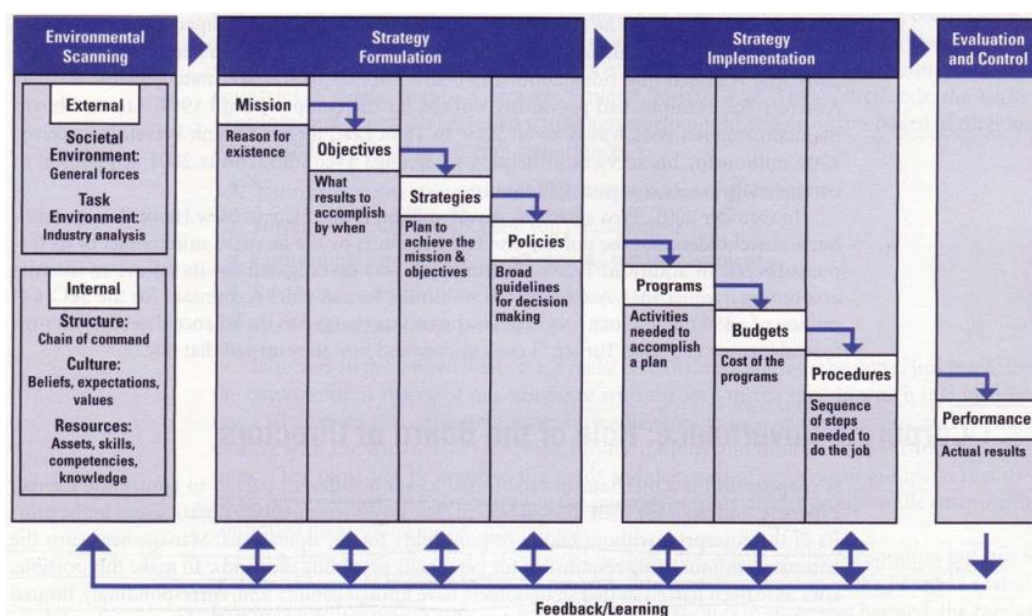 Environmental
Scanning
Strategy
Formulation
Strategy
Implementation
Evaluation
and Control
External
Societal
Environment:
General forces
Task
Environment:
Industry analysis
Internal
Structure:
Chain of command
Culture:
Beliefs, expectations,
values
Resources:
Assets, skills,
competencies,
knowledge
Mission
Reason for
existence
Objectives
What
results to
accomplish
by when
Strategies
Plan to
achieve the
mission &
objectives
Policies
Broad
guidelines
for decision
making
Programs
Activities
needed to
accomplish
a plan
Budgets
Cost of the
programs
Procedures
Sequence
of steps
needed to
do the job
Performance
Actual results
Feedback/Learning